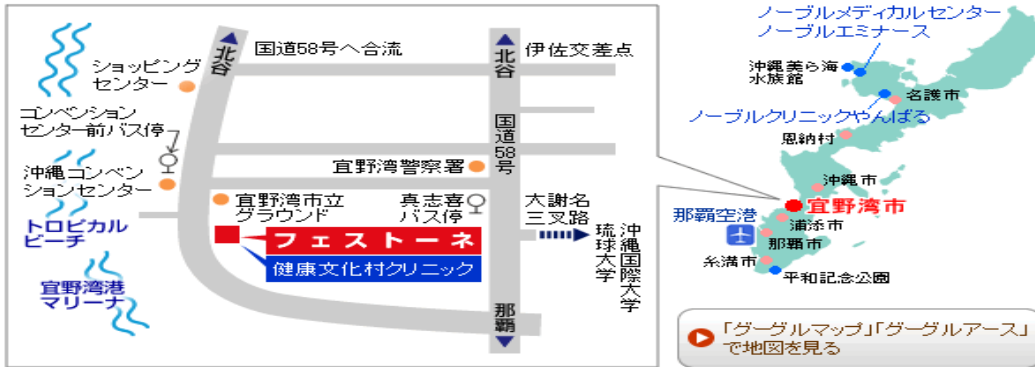 北谷
国道58号へ合流
北谷
伊佐交差点
ショッピング
センター
コンベンション
センター前バス停
国道58号
宜野湾警察署
沖縄コンベン
ションセンター
宜野湾市立
グラウンド
真志喜
バス停
大謝名
三叉路
トロピカル
ビーチ
フェストーネ
健康文化村クリニック
沖縄国際大学
琉球大学
宜野湾港
マリーナ
那覇
ノーブルメディカルセンター
ノーブルエミナース
沖縄美ら海
水族館
名護市
ノーブルクリニックやんばる
恩納村
沖縄市
宜野湾市
那覇空港
浦添市
那覇市
糸満市
平和記念公園
「グーグルマップ」「グーグルアース」
で地図を見る